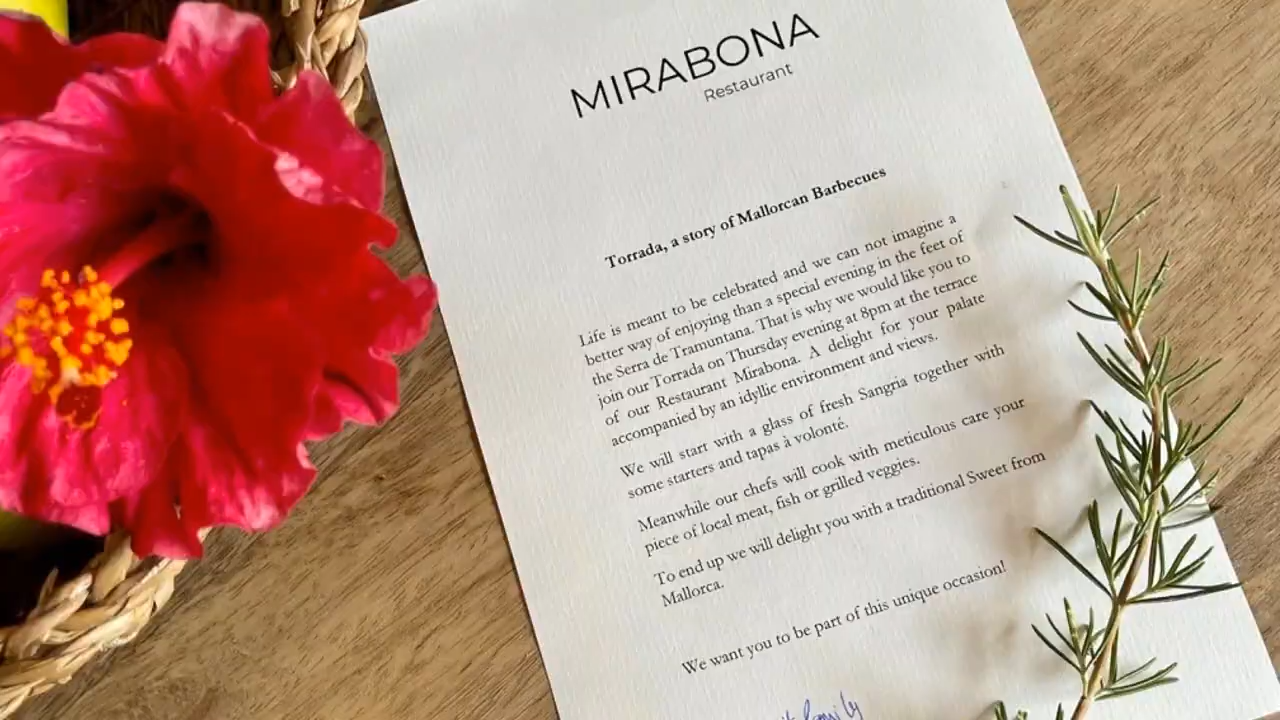 MIRABONA
Restaurant
Torrada, a story of Mallorcan Barbecues
Life is meant to be celebrated and we can not imagine a
better way of enjoying than a special evening in the feet of
the Serra de Tramuntana. That is why we would like you to
join our Torrada on Thursday evening at 8pm at the terrace
of our Restaurant Mirabona. A delight for your palate
accompanied by an idyllic environment and views.
We will start with a glass of fresh Sangria together with
some starters and tapas à volonté.
Meanwhile our chefs will cook with meticulous care your
piece of local meat, fish or grilled veggies.
To end up we will delight you with a traditional Sweet from
Mallorca.
We want you to be part of this unique occasion!
family